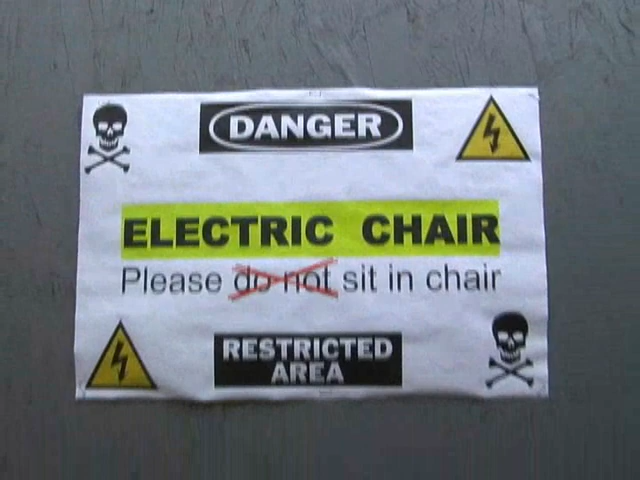 DANGER
ELECTRIC CHAIR
Please do not sit in chair
RESTRICTED
AREA